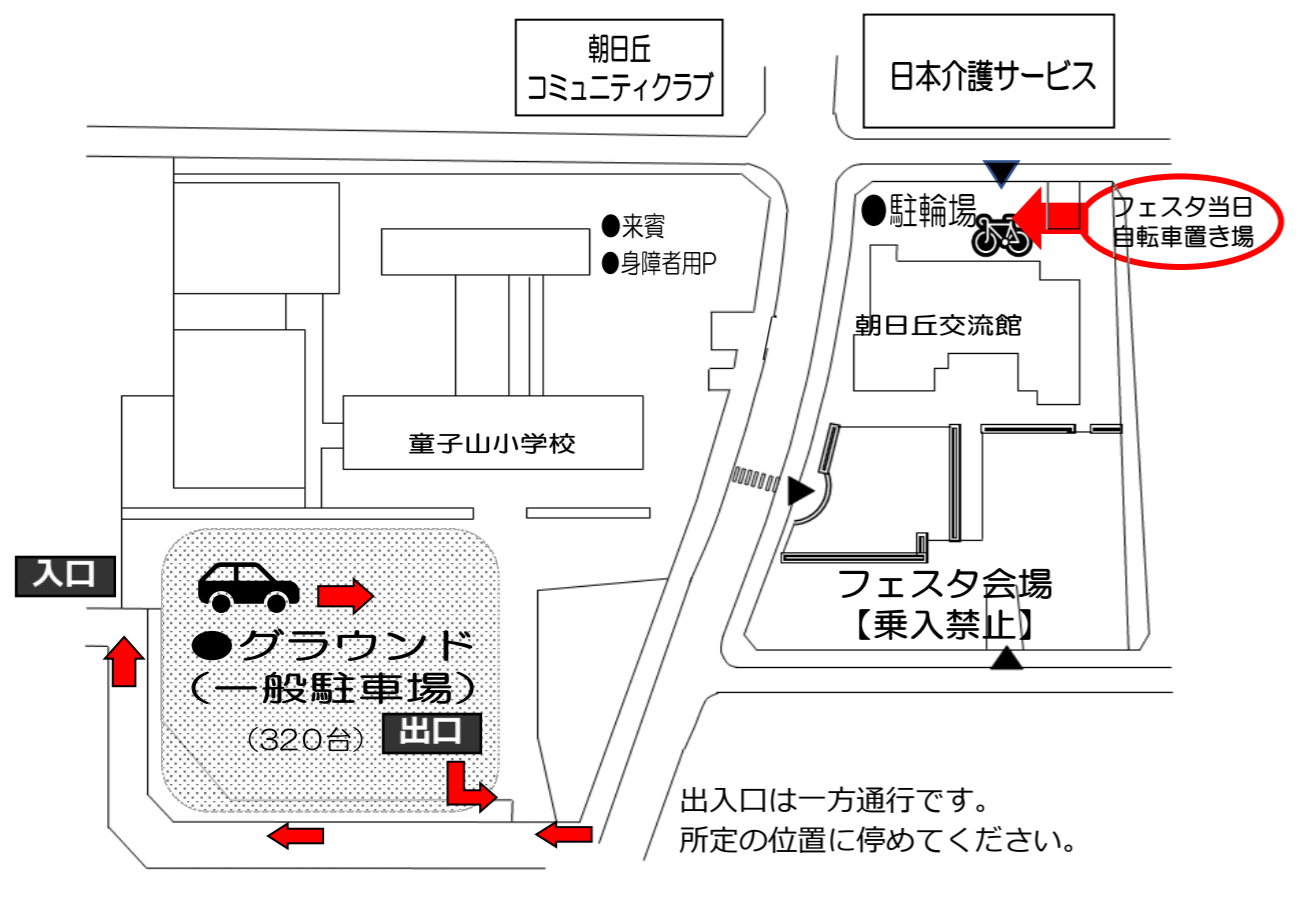 朝日丘
コミュニティクラブ
日本介護サービス
●駐輪場
フェスタ当日
自転車置き場
●来賓
●身障者用P
朝日丘交流館
童子山小学校
入口
フェスタ会場
【乗入禁止】
●グラウンド
(一般駐車場)
(320台)
出口
出入口は一方通行です。
所定の位置に停めてください。